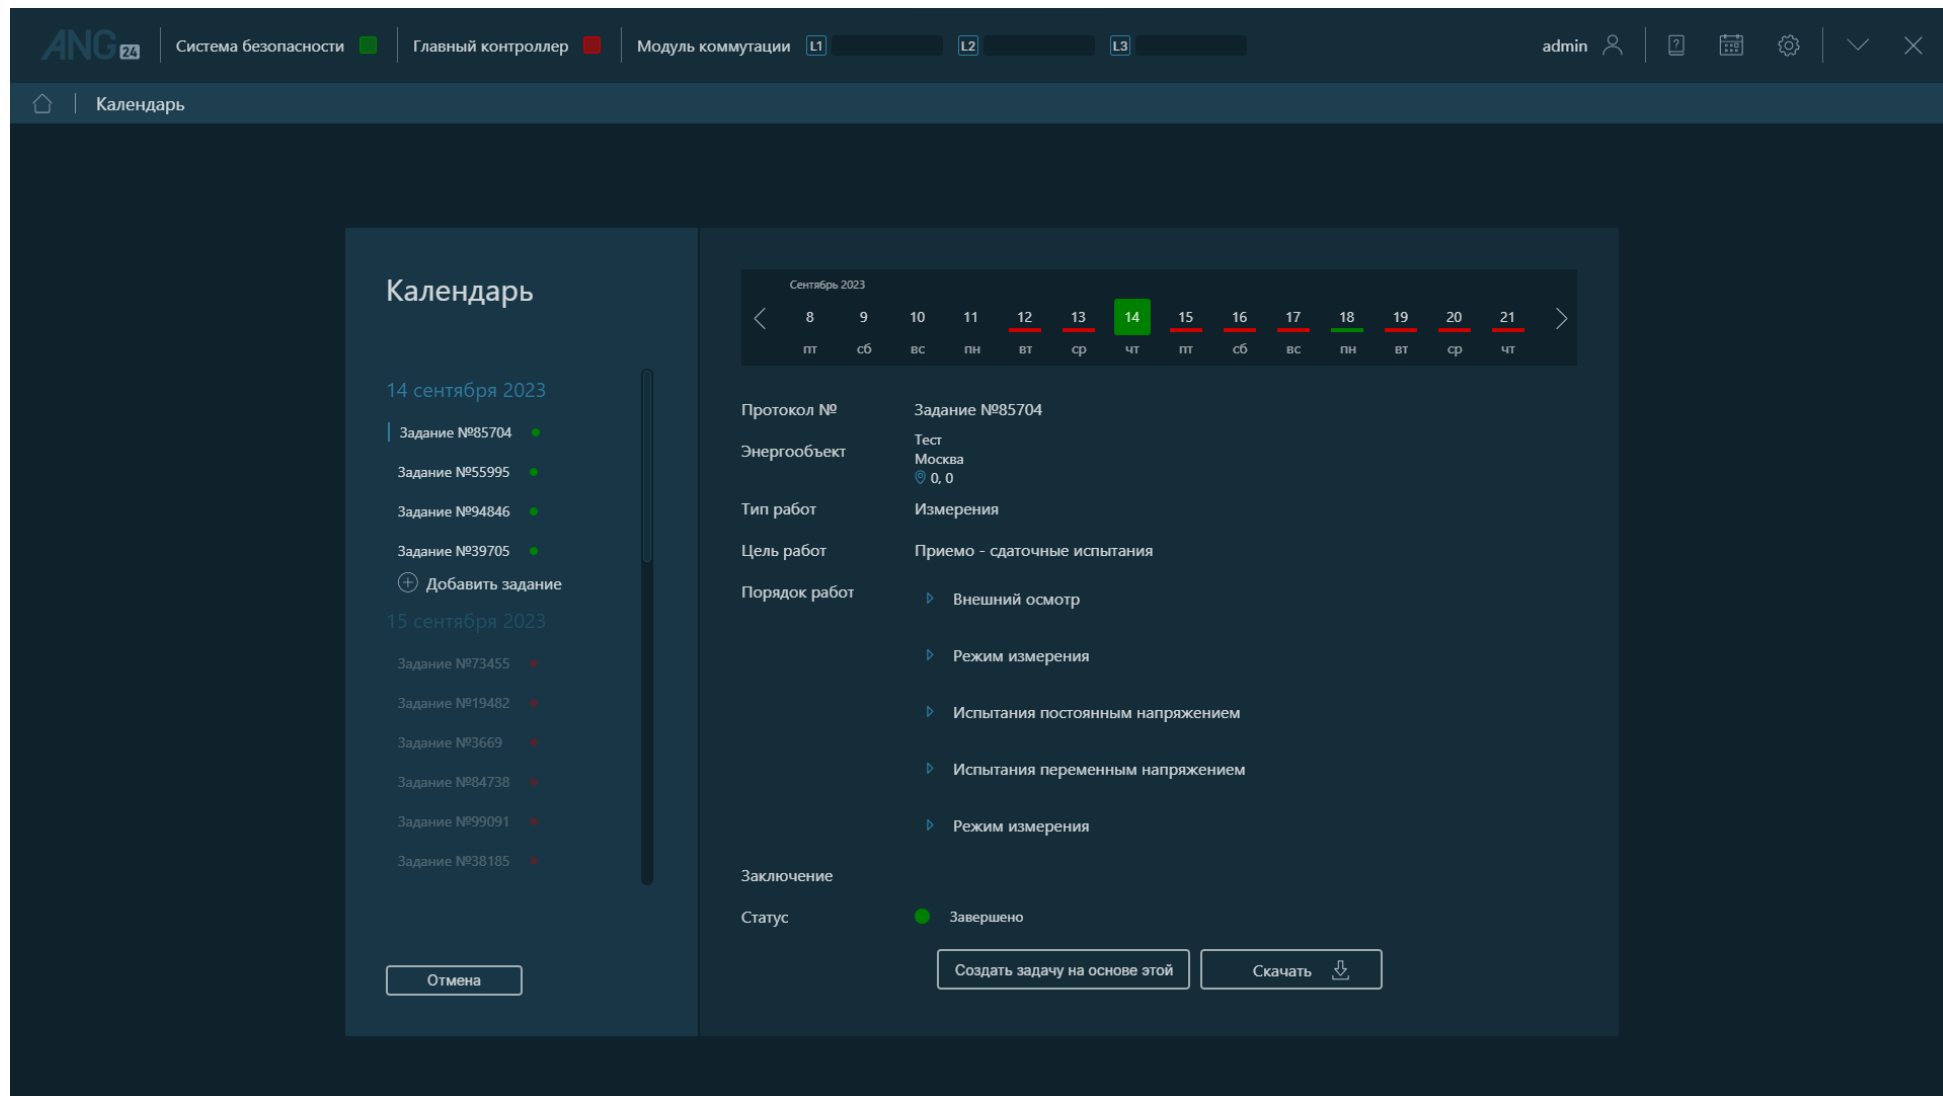 ANG 24
Система безопасности
Главный контроллер
Модуль коммутации L1 L2 L3
admin
Календарь
Календарь
14 сентября 2023
Задание №85704
Задание №55995
Задание №94846
Задание №39705
Добавить задание
15 сентября 2023
Задание №73455
Задание №19482
Задание №3669
Задание №84738
Задание №99091
Задание №38185
Отмена
Сентябрь 2023
8 9 10 11 12 13 14 15 16 17 18 19 20 21
пт сб вс пн вт ср чт пт сб вс пн вт ср чт
Протокол № Задание №85704
Энергообъект
Тест
Москва
0, 0
Тип работ Измерения
Цель работ Приемо - сдаточные испытания
Порядок работ
Внешний осмотр
Режим измерения
Испытания постоянным напряжением
Испытания переменным напряжением
Режим измерения
Заключение
Статус Завершено
Создать задачу на основе этой
Скачать